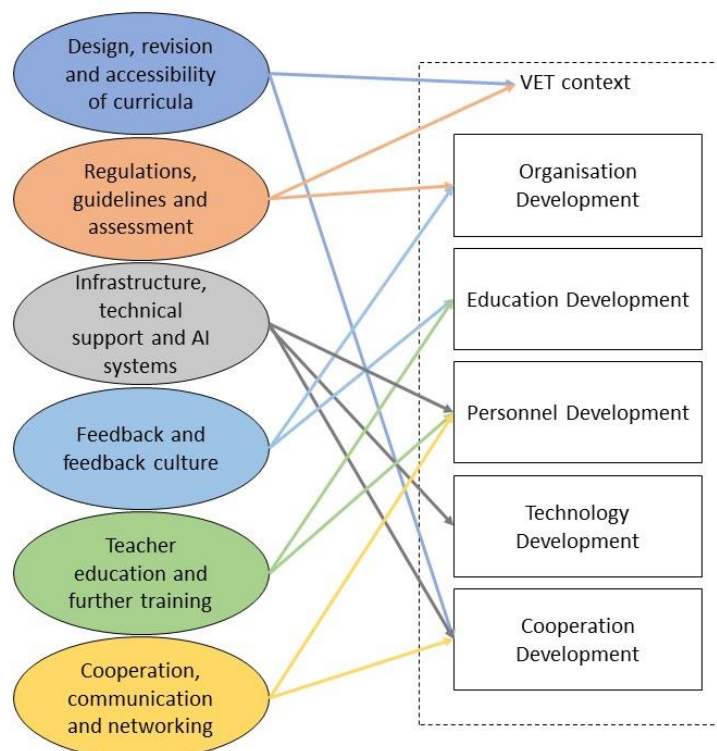 Design, revision
and accessibility
of curricula
Regulations,
guidelines and
assessment
Infrastructure,
technical
support and AI
systems
Feedback and
feedback culture
Teacher
education and
further training
Cooperation,
communication
and networking
VET context
Organisation
Development
Education Development
Personnel Development
Technology
Development
Cooperation
Development